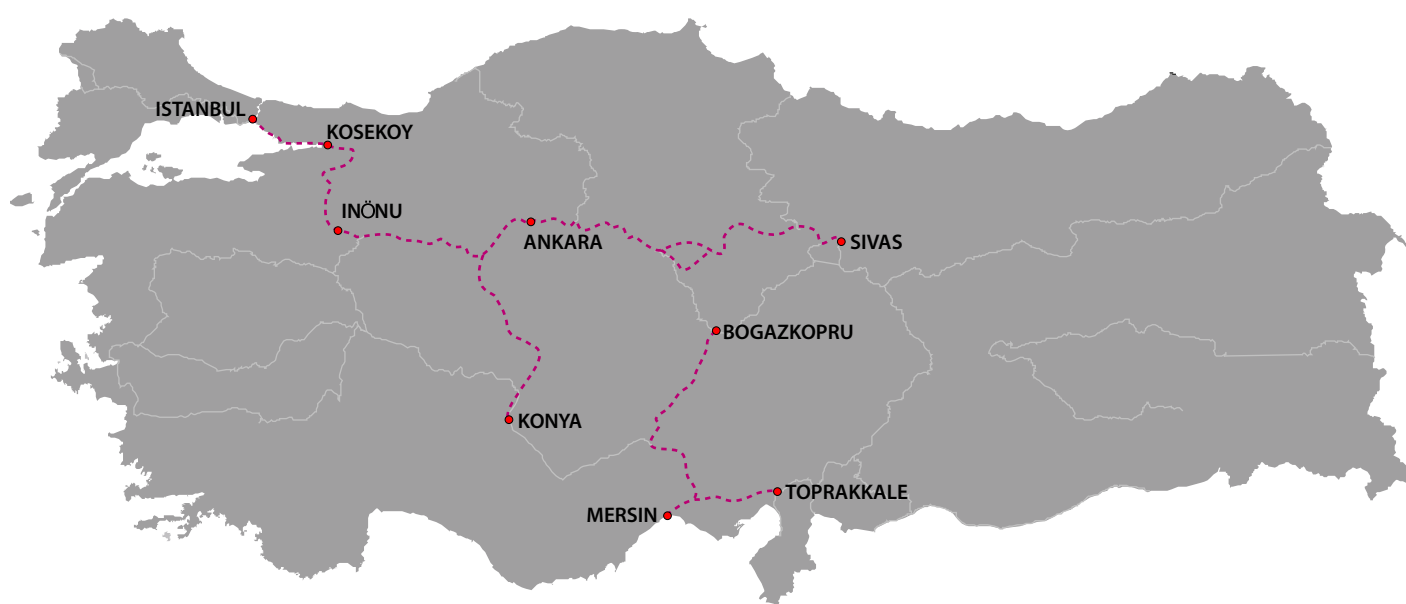 ISTANBUL
KOSEKOY
INÖNU
ANKARA
SIVAS
BOGAZKOPRU
KONYA
TOPRAKKALE
MERSIN